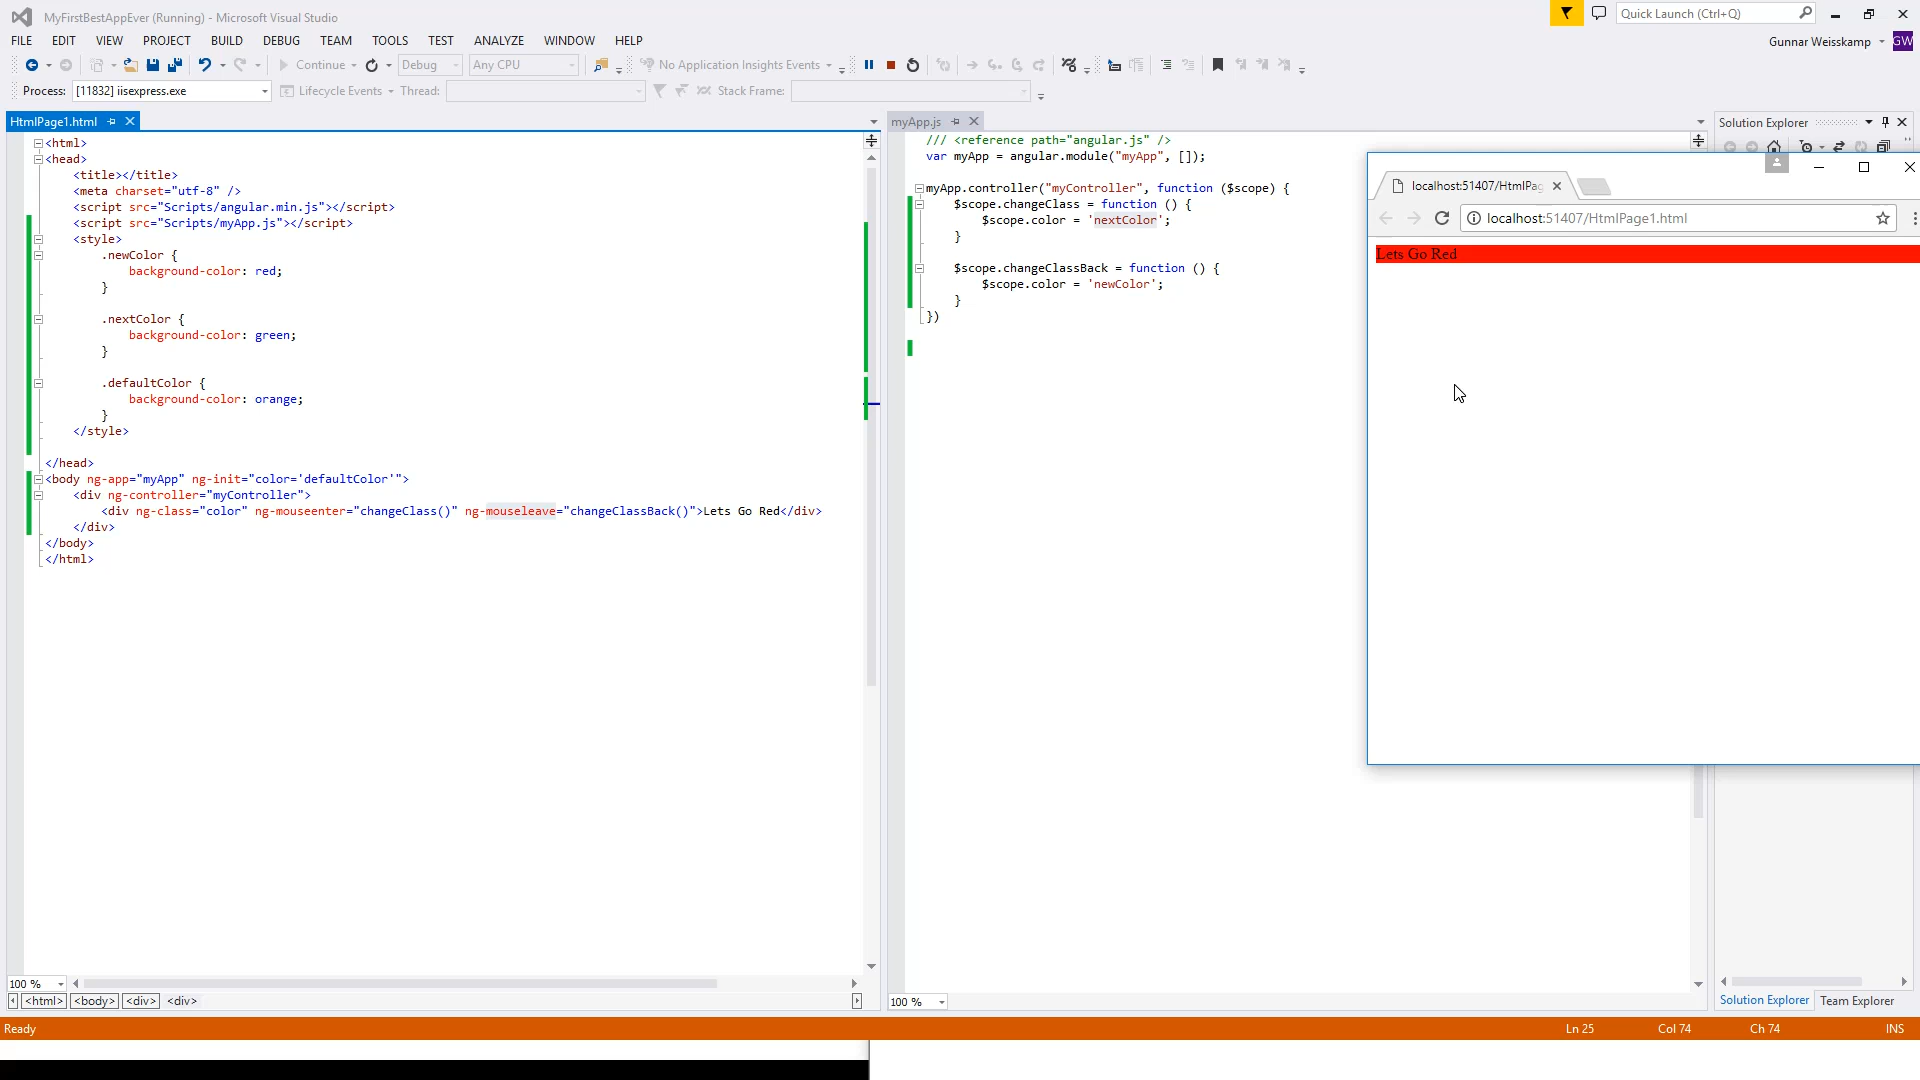 MyFirstBestAppEver (Running) - Microsoft Visual Studio
Quick Launch (Ctrl+Q)
FILE EDIT VIEW PROJECT BUILD DEBUG TEAM TOOLS TEST ANALYZE WINDOW HELP
Gunnar Weisskamp GW
Continue Debug Any CPU No Application Insights Events
Process: [11832] iisexpress.exe Lifecycle Events Thread: Stack Frame:
HtmlPage1.html
<html>
<head>
<title></title>
<meta charset="utf-8" />
<script src="Scripts/angular.min.js"></script>
<script src="Scripts/myApp.js"></script>
<style>
.newColor {
background-color: red;
}
.nextColor {
background-color: green;
}
.defaultColor {
background-color: orange;
}
</style>
</head>
<body ng-app="myApp" ng-init="color='defaultColor'">
<div ng-controller="myController">
<div ng-class="color" ng-mouseenter="changeClass()" ng-mouseleave="changeClassBack()">Lets Go Red</div>
</div>
</body>
</html>
100 %
<html> <body> <div> <div>
myApp.js
/// <reference path="angular.js" />
var myApp = angular.module("myApp", []);
myApp.controller("myController", function ($scope) {
$scope.changeClass = function () {
$scope.color = 'nextColor';
}
$scope.changeClassBack = function () {
$scope.color = 'newColor';
}
})
100 %
Solution Explorer
localhost:51407/HtmlPag
localhost:51407/HtmlPage1.html
Lets Go Red
Solution Explorer Team Explorer
Ready Ln 25 Col 74 Ch 74 INS